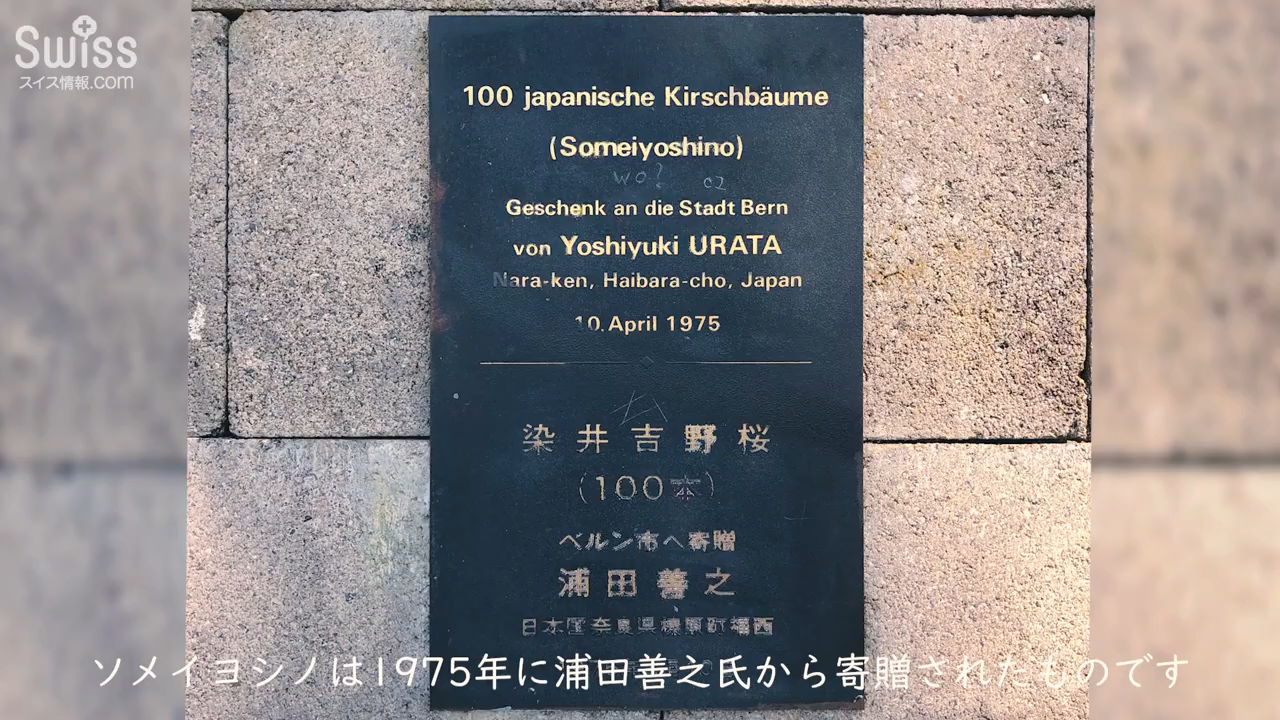 Swiss
スイス情報.com
100 japanische Kirschbäume
(Someiyoshino)
wo?
Geschenk an die Stadt Bern
von Yoshiyuki URATA
Nara-ken, Haibara-cho, Japan
10. April 1975
染井吉野桜
(100本)
ベルン市へ寄贈
浦田善之
日本国奈良県榛原町福西
ソメイヨシノは1975年に浦田善之氏から寄贈されたものです